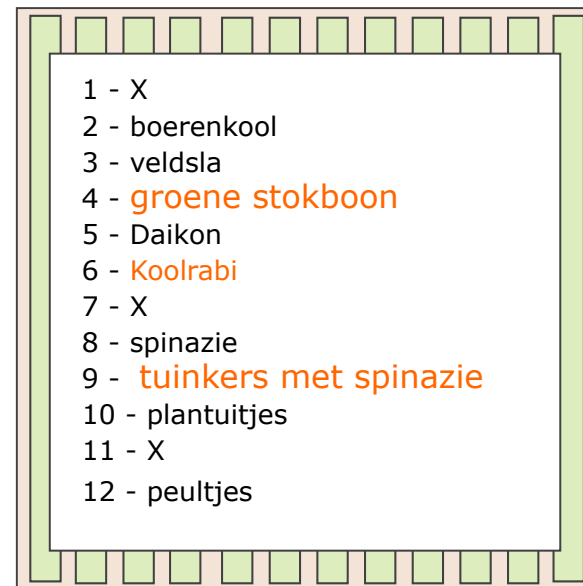 1 - X
2 - boerenkool
3 - veldsla
4 - groene stokboon
5 - Daikon
6 - Koolrabi
7 - X
8 - spinazie
9 - tuinkers met spinazie
10 - plantuitjes
11 - X
12 - peultjes